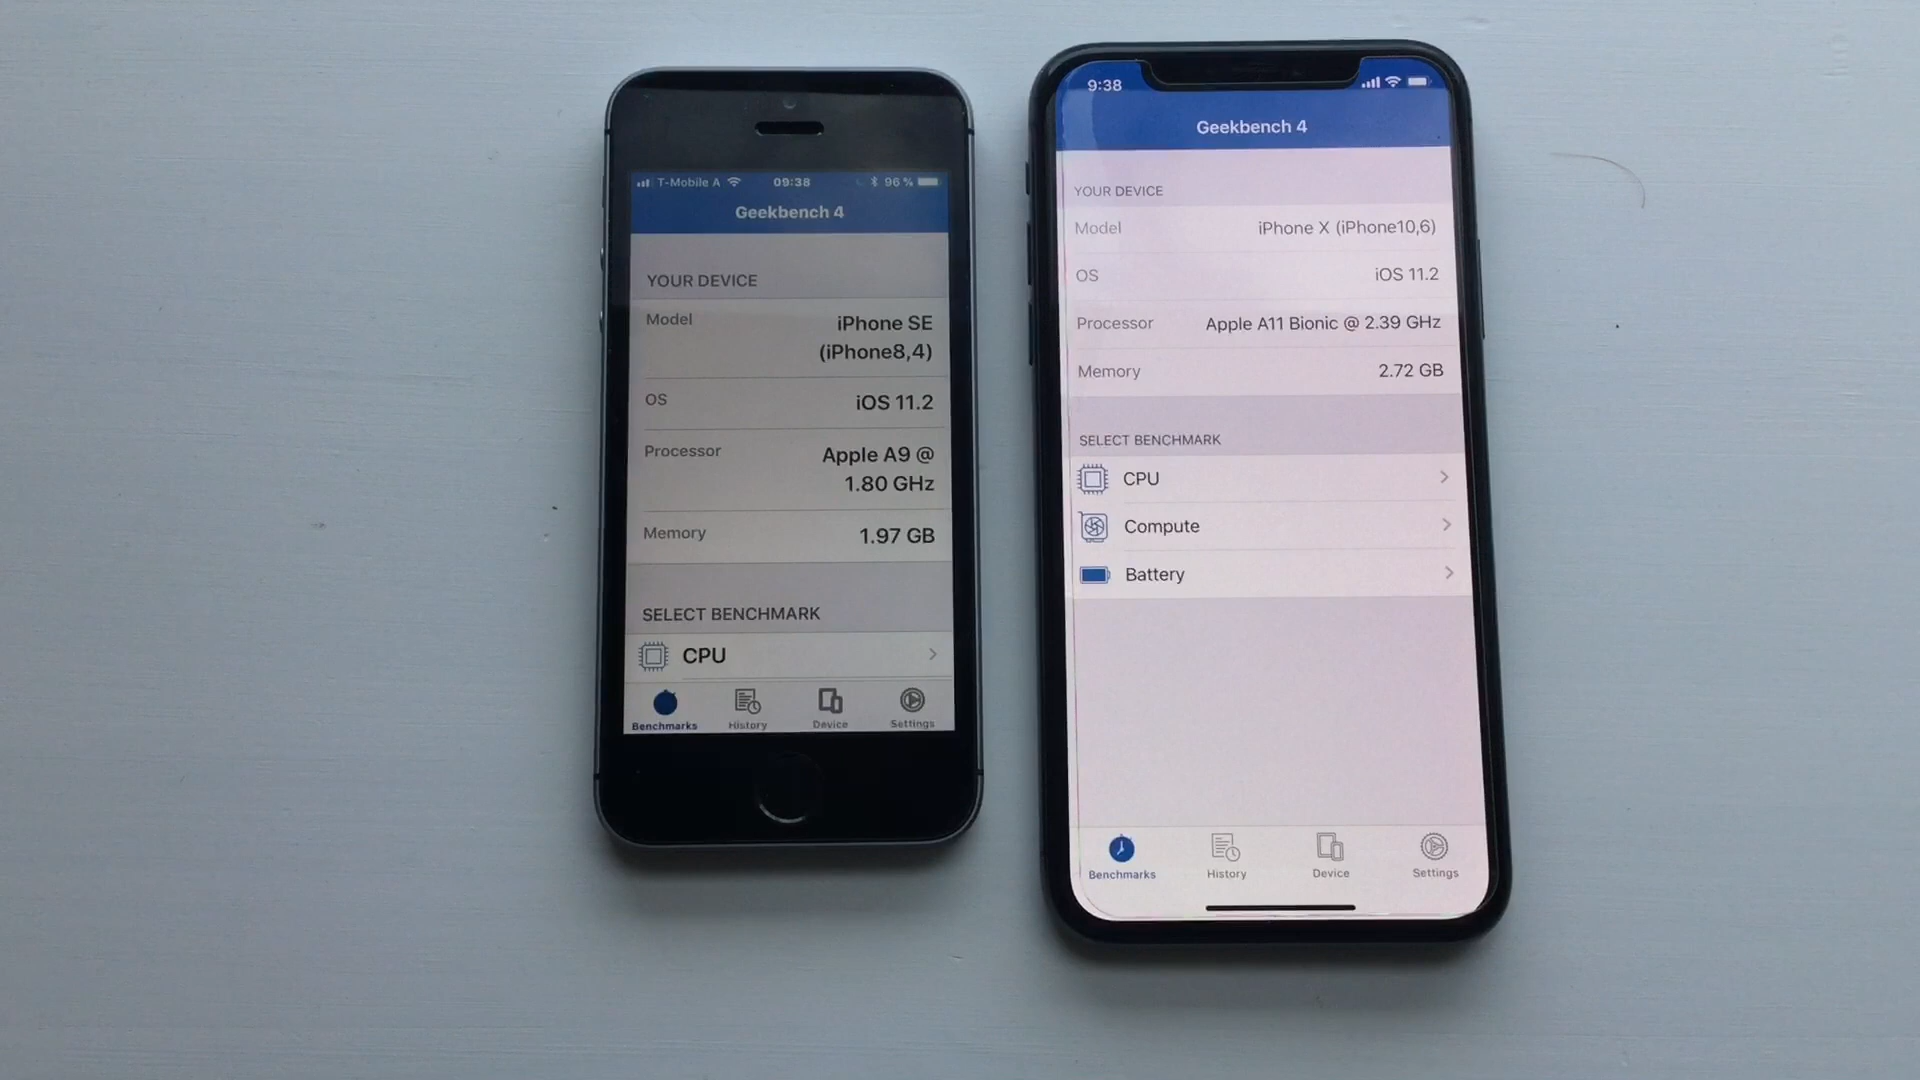 T-Mobile A 09:38 96 %
Geekbench 4
YOUR DEVICE
Model iPhone SE
(iPhone8,4)
OS iOS 11.2
Processor Apple A9 @
1.80 GHz
Memory 1.97 GB
SELECT BENCHMARK
CPU
Benchmarks History Device Settings
9:38
Geekbench 4
YOUR DEVICE
Model iPhone X (iPhone10,6)
OS iOS 11.2
Processor Apple A11 Bionic @ 2.39 GHz
Memory 2.72 GB
SELECT BENCHMARK
CPU
Compute
Battery
Benchmarks History Device Settings